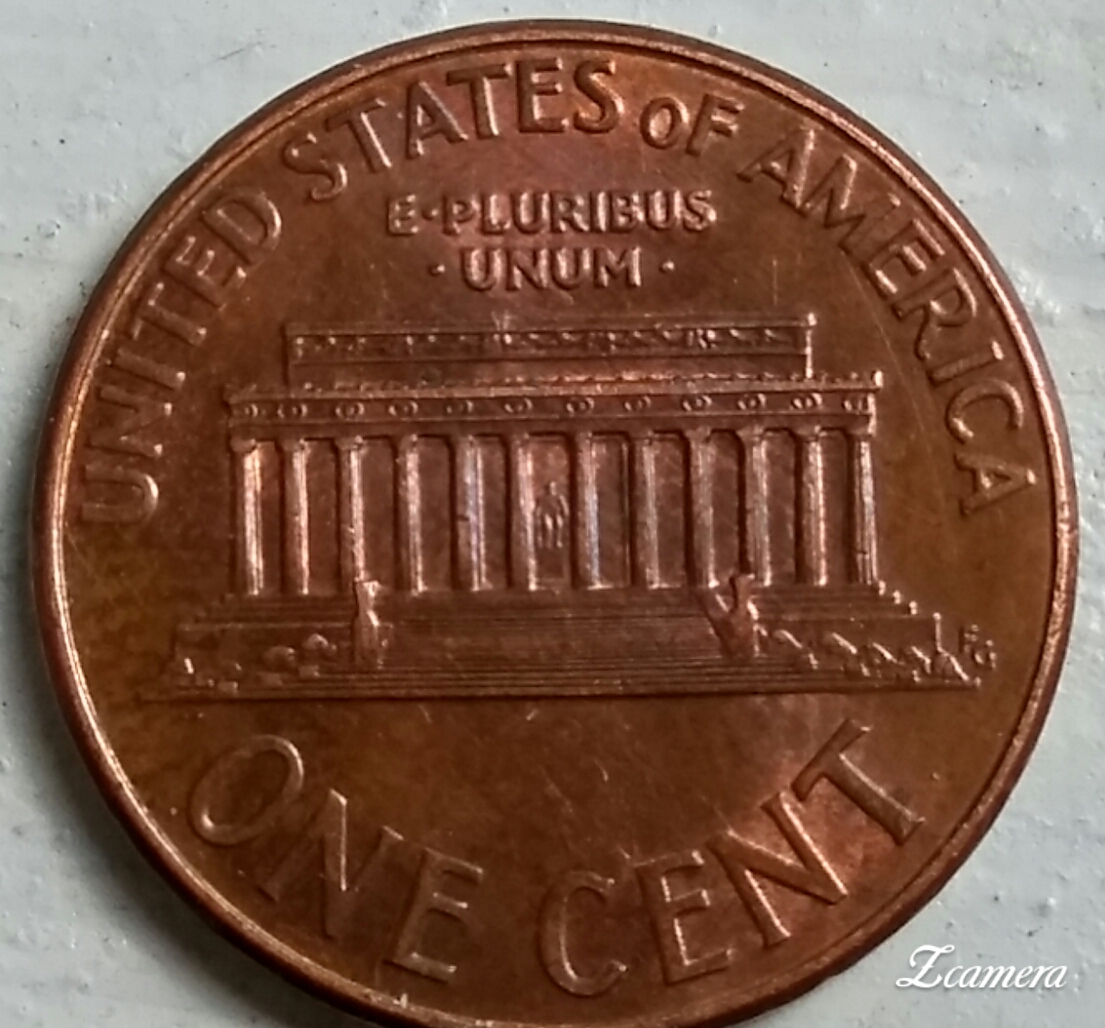 UNITED STATES OF AMERICA
E·PLURIBUS
·UNUM·
FG
ONE CENT
Zcamera